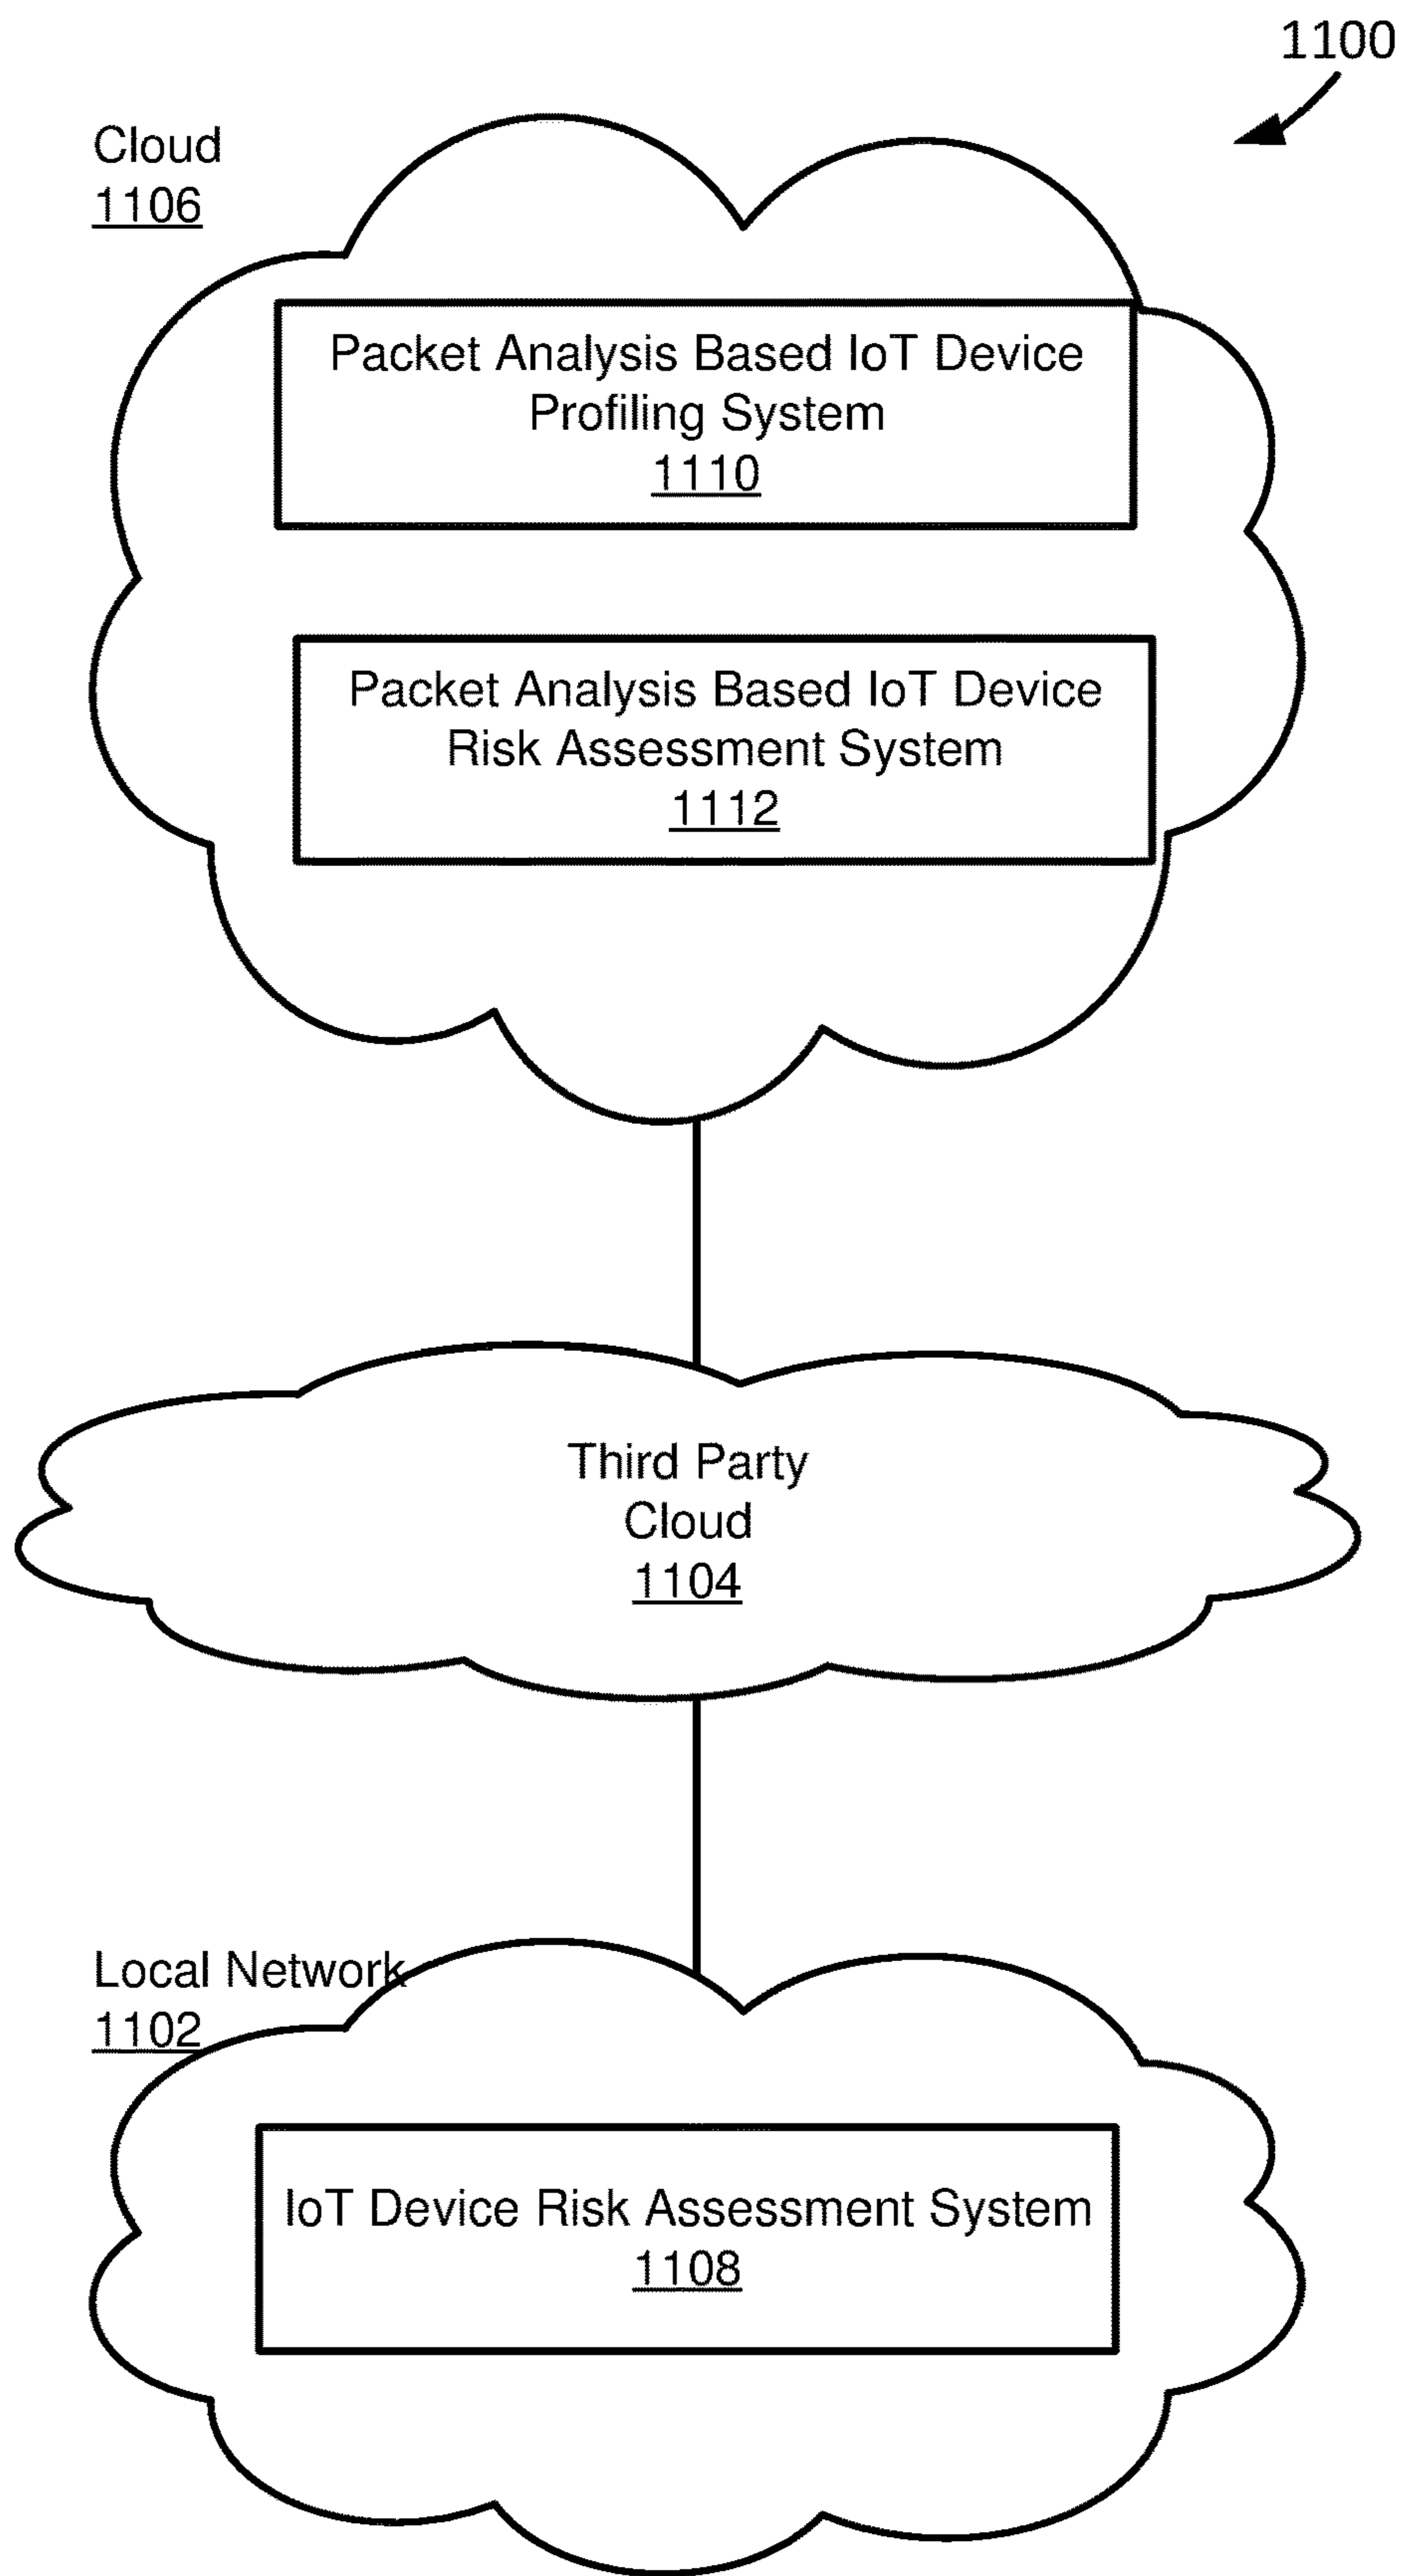 1100
Cloud
1106
Packet Analysis Based IoT Device
Profiling System
1110
Packet Analysis Based IoT Device
Risk Assessment System
1112
Third Party
Cloud
1104
Local Network
1102
IoT Device Risk Assessment System
1108